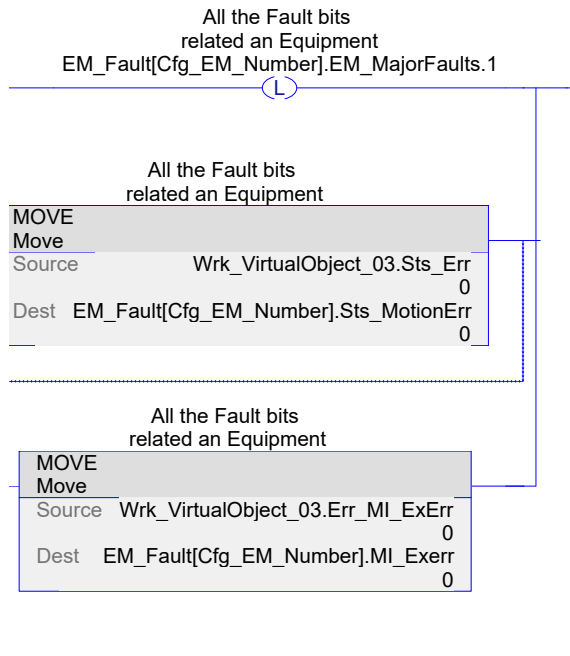 All the Fault bits
related an Equipment
EM_Fault[Cfg_EM_Number].EM_MajorFaults.1
L
All the Fault bits
related an Equipment
MOVE
Move
Source Wrk_VirtualObject_03.Sts_Err
0
Dest EM_Fault[Cfg_EM_Number].Sts_MotionErr
0
All the Fault bits
related an Equipment
MOVE
Move
Source Wrk_VirtualObject_03.Err_MI_ExErr
0
Dest EM_Fault[Cfg_EM_Number].MI_Exerr
0